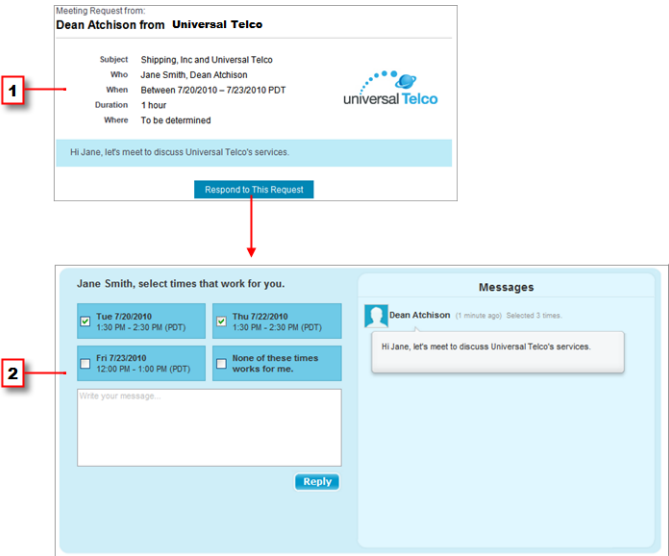 Meeting Request from:
Dean Atchison from Universal Telco
Subject Shipping, Inc and Universal Telco
Who Jane Smith, Dean Atchison
1
When Between 7/20/2010 – 7/23/2010 PDT
universal Telco
Duration 1 hour
Where To be determined
Hi Jane, let's meet to discuss Universal Telco's services.
Respond to This Request
Jane Smith, select times that work for you.
Tue 7/20/2010
1:30 PM - 2:30 PM (PDT)
Thu 7/22/2010
1:30 PM - 2:30 PM (PDT)
2
Fri 7/23/2010
12:00 PM - 1:00 PM (PDT)
None of these times
works for me.
Write your message...
Reply
Messages
Dean Atchison (1 minute ago) Selected 3 times.
Hi Jane, let's meet to discuss Universal Telco's services.